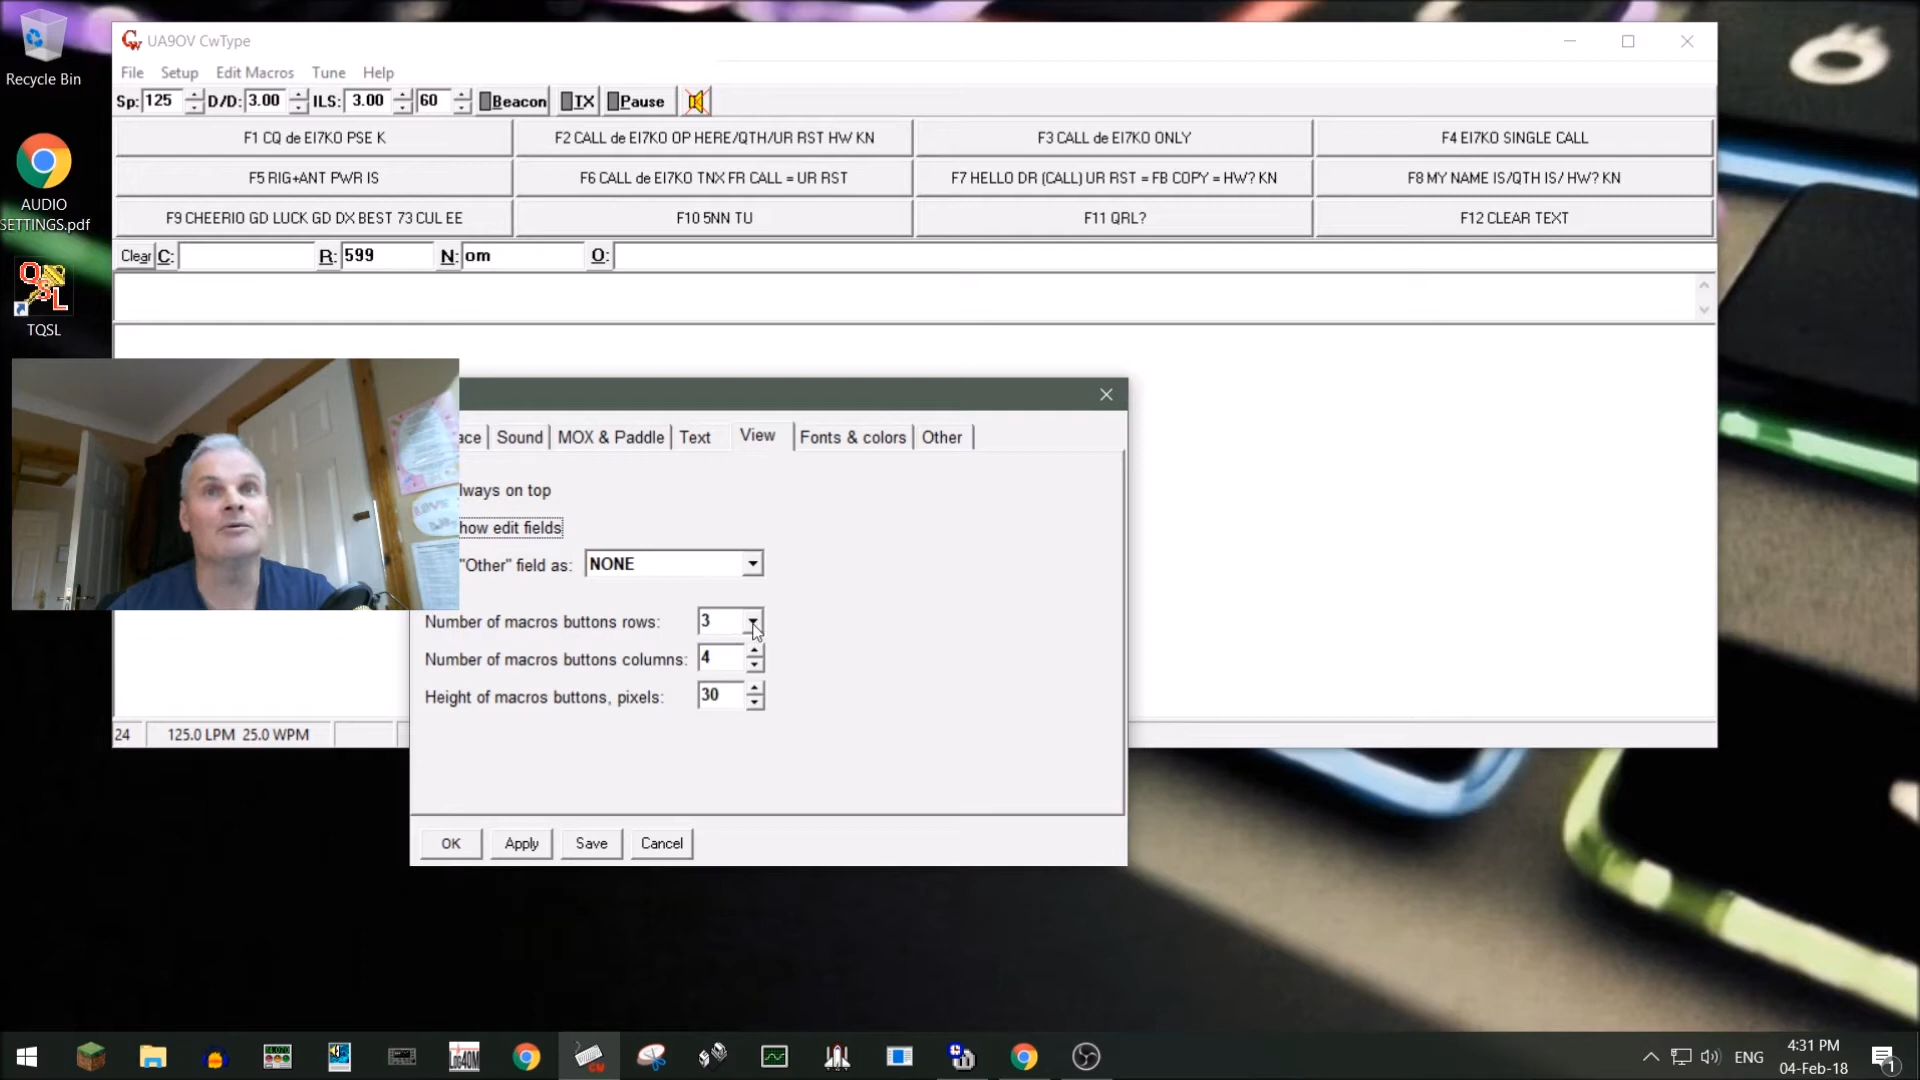 Recycle Bin
AUDIO
SETTINGS.pdf
TQSL
UA9OV CwType
File Setup Edit Macros Tune Help
Sp: 125 D/D: 3.00 ILS: 3.00 60 Beacon TX Pause
F1 CQ de EI7KO PSE K
F2 CALL de EI7KO OP HERE/QTH/UR RST HW KN
F3 CALL de EI7KO ONLY
F4 EI7KO SINGLE CALL
F5 RIG+ANT PWR IS
F6 CALL de EI7KO TNX FR CALL = UR RST
F7 HELLO DR (CALL) UR RST = FB COPY = HW? KN
F8 MY NAME IS/QTH IS/ HW? KN
F9 CHEERIO GD LUCK GD DX BEST 73 CUL EE
F10 5NN TU
F11 QRL?
F12 CLEAR TEXT
Clear C: R: 599 N: om O:
ace Sound MOX & Paddle Text View Fonts & colors Other
lways on top
how edit fields
"Other" field as: NONE
Number of macros buttons rows: 3
Number of macros buttons columns: 4
Height of macros buttons, pixels: 30
24 125.0 LPM 25.0 WPM
OK Apply Save Cancel
ENG
4:31 PM
04-Feb-18
1